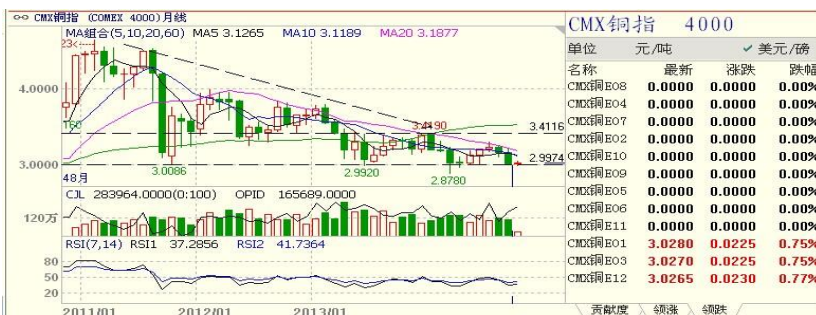 CMX铜指 (COMEX 4000)月线
MA组合(5,10,20,60) MA5 3.1265 MA10 3.1189 MA20 3.1877
4.0000
3.4190
3.4116
3.0000
3.0086
2.9920
2.8780
2.9974
48月
CJL 283964.0000(0:100) OPID 165689.0000
120万
RSI(7,14) RSI1 37.2856 RSI2 41.7364
80
50
20
2011/01 2012/01 2013/01
CMX铜指 4000
单位 元/吨 ✓ 美元/磅
名称 最新 涨跌 跌幅
CMX铜E08 0.0000 0.0000 0.00%
CMX铜E04 0.0000 0.0000 0.00%
CMX铜E07 0.0000 0.0000 0.00%
CMX铜E02 0.0000 0.0000 0.00%
CMX铜E10 0.0000 0.0000 0.00%
CMX铜E09 0.0000 0.0000 0.00%
CMX铜E05 0.0000 0.0000 0.00%
CMX铜E06 0.0000 0.0000 0.00%
CMX铜E11 0.0000 0.0000 0.00%
CMX铜E01 3.0280 0.0225 0.75%
CMX铜E03 3.0270 0.0225 0.75%
CMX铜E12 3.0265 0.0230 0.77%
贡献度 领涨 领跌